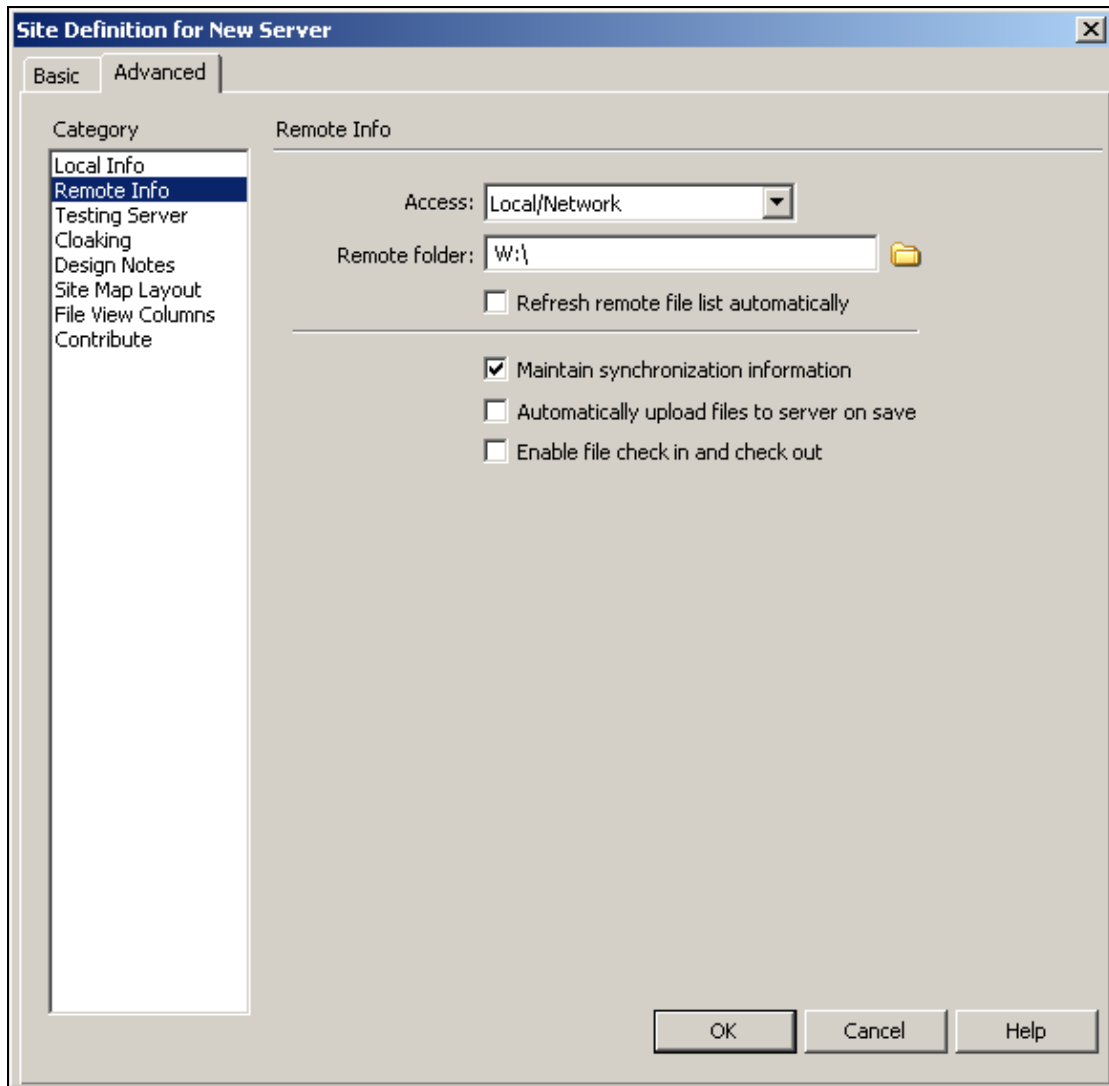 Site Definition for New Server
Basic
Advanced
Category
Remote Info
Local Info
Remote Info
Testing Server
Cloaking
Design Notes
Site Map Layout
File View Columns
Contribute
Access: Local/Network
Remote folder: W:\
Refresh remote file list automatically
Maintain synchronization information
Automatically upload files to server on save
Enable file check in and check out
OK
Cancel
Help